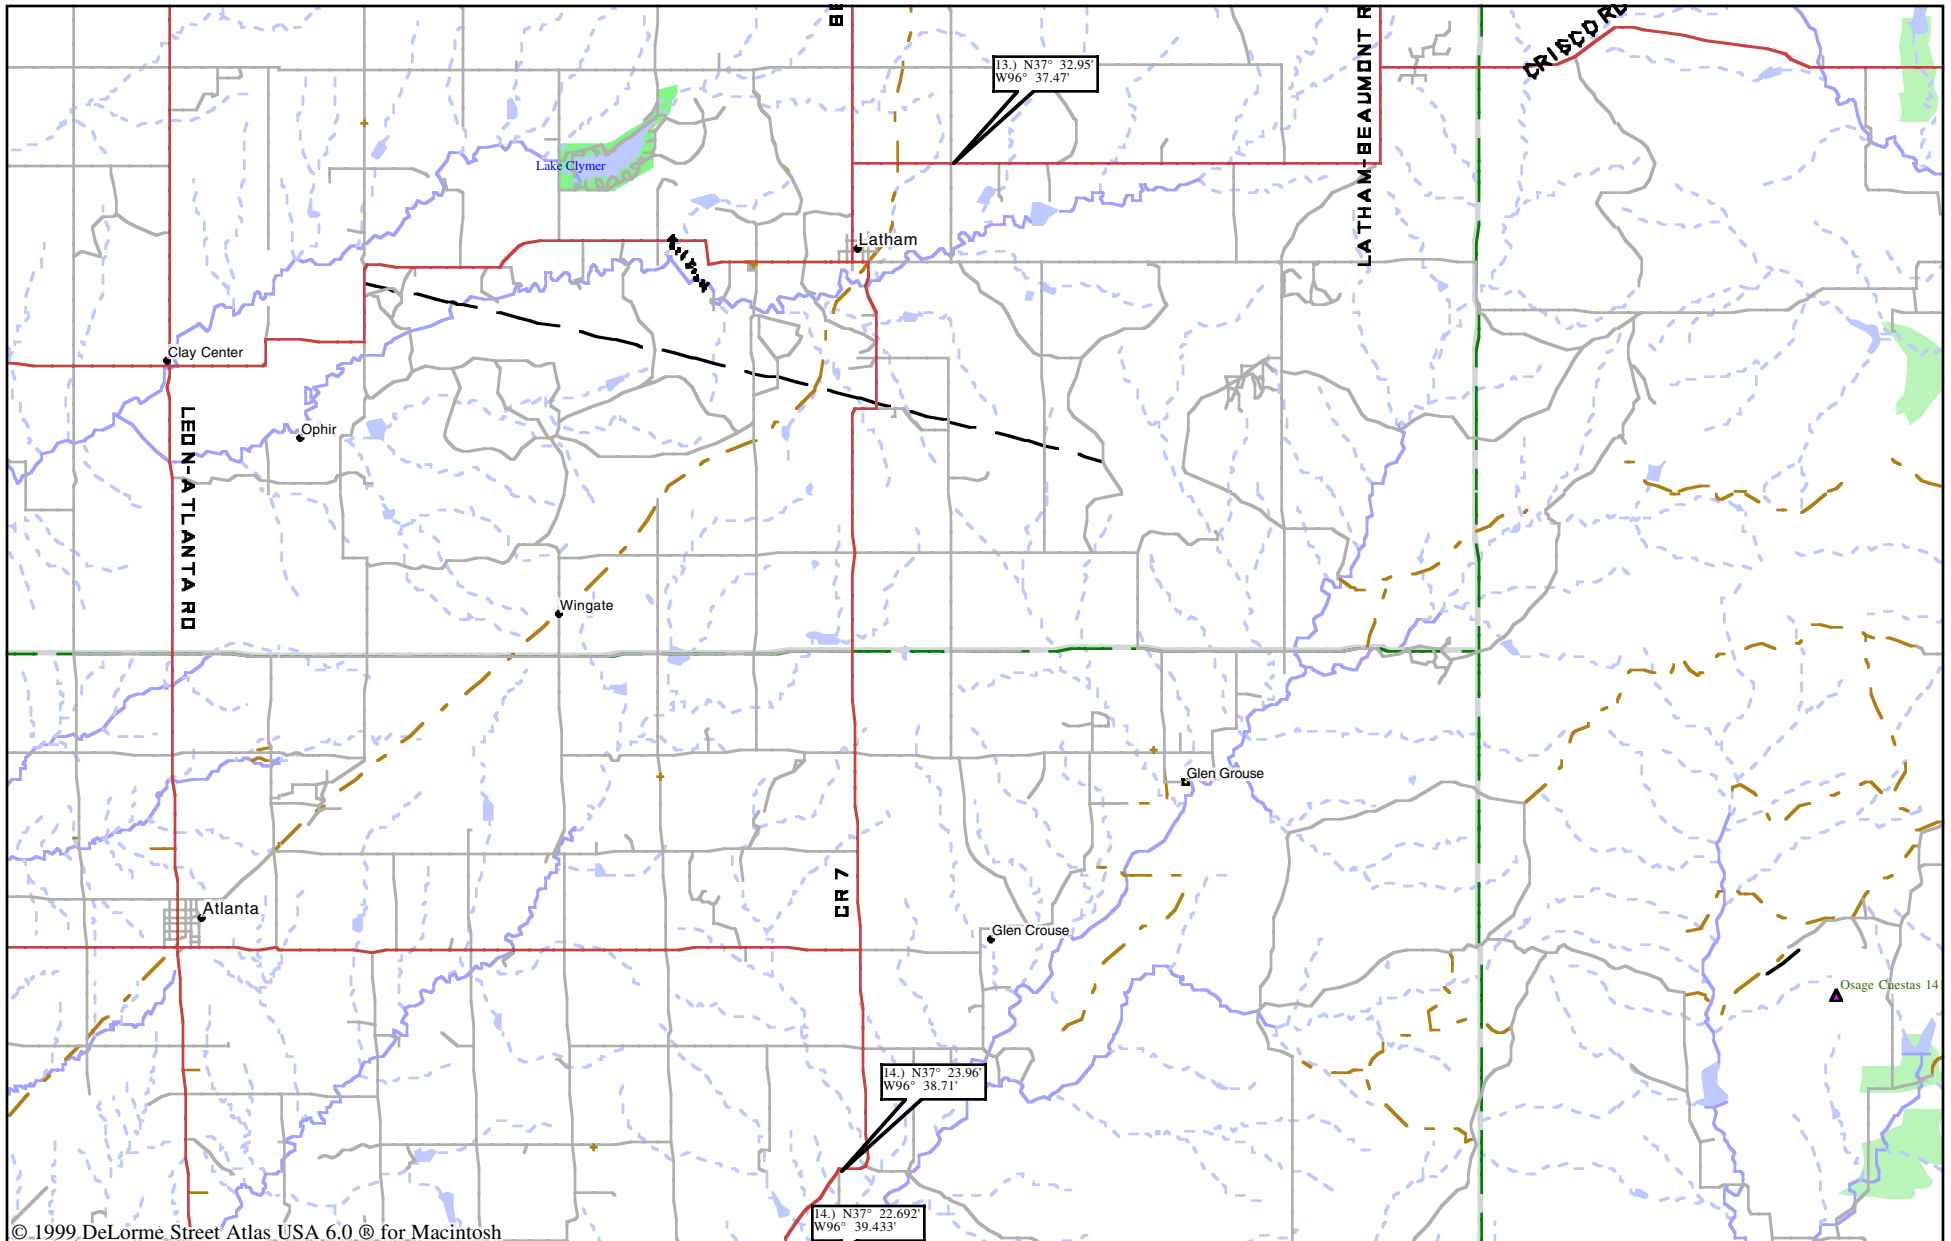 CRISCO RD
13.) N37° 32.95'
W96° 37.47'
LATHAM-BEAUMONT R
BE
Lake Clymer
Latham
Clay Center
Ophir
LEON-ATLANTA RD
Wingate
Glen Grouse
CR 7
Atlanta
Glen Crouse
Osage Cuestas 14
14.) N37° 23.96'
W96° 38.71'
14.) N37° 22.692'
W96° 39.433'
© 1999 DeLorme Street Atlas USA 6.0 ® for Macintosh